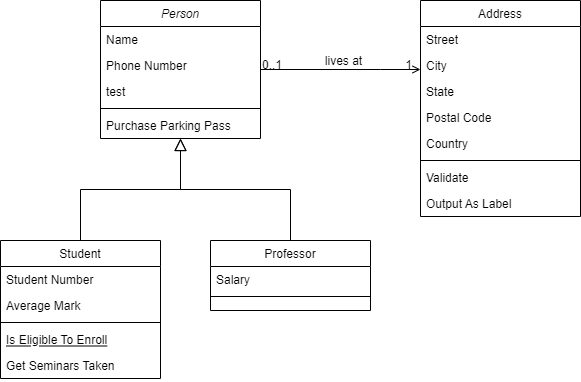 Person
Name
Phone Number
test
Purchase Parking Pass
0..1
lives at
1
Address
Street
City
State
Postal Code
Country
Validate
Output As Label
Student
Student Number
Average Mark
Is Eligible To Enroll
Get Seminars Taken
Professor
Salary